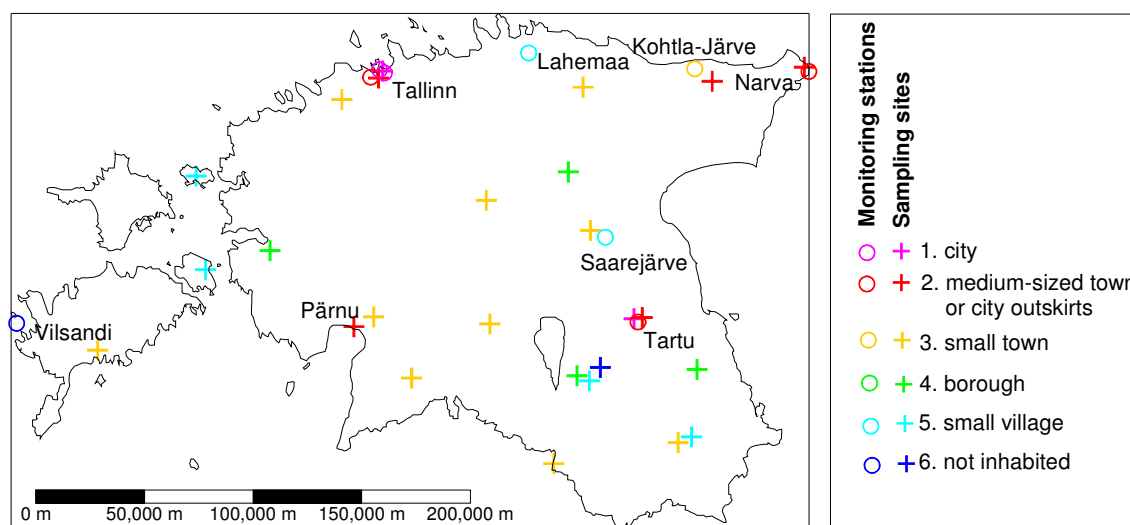 Kohtla-Järve
Lahemaa
Narva
Tallinn
Saarejärve
Pärnu
Vilsandi
Tartu
0 m
50,000 m
100,000 m
200,000 m
Monitoring stations
Sampling sites
1. city
2. medium-sized town
or city outskirts
3. small town
4. borough
5. small village
6. not inhabited